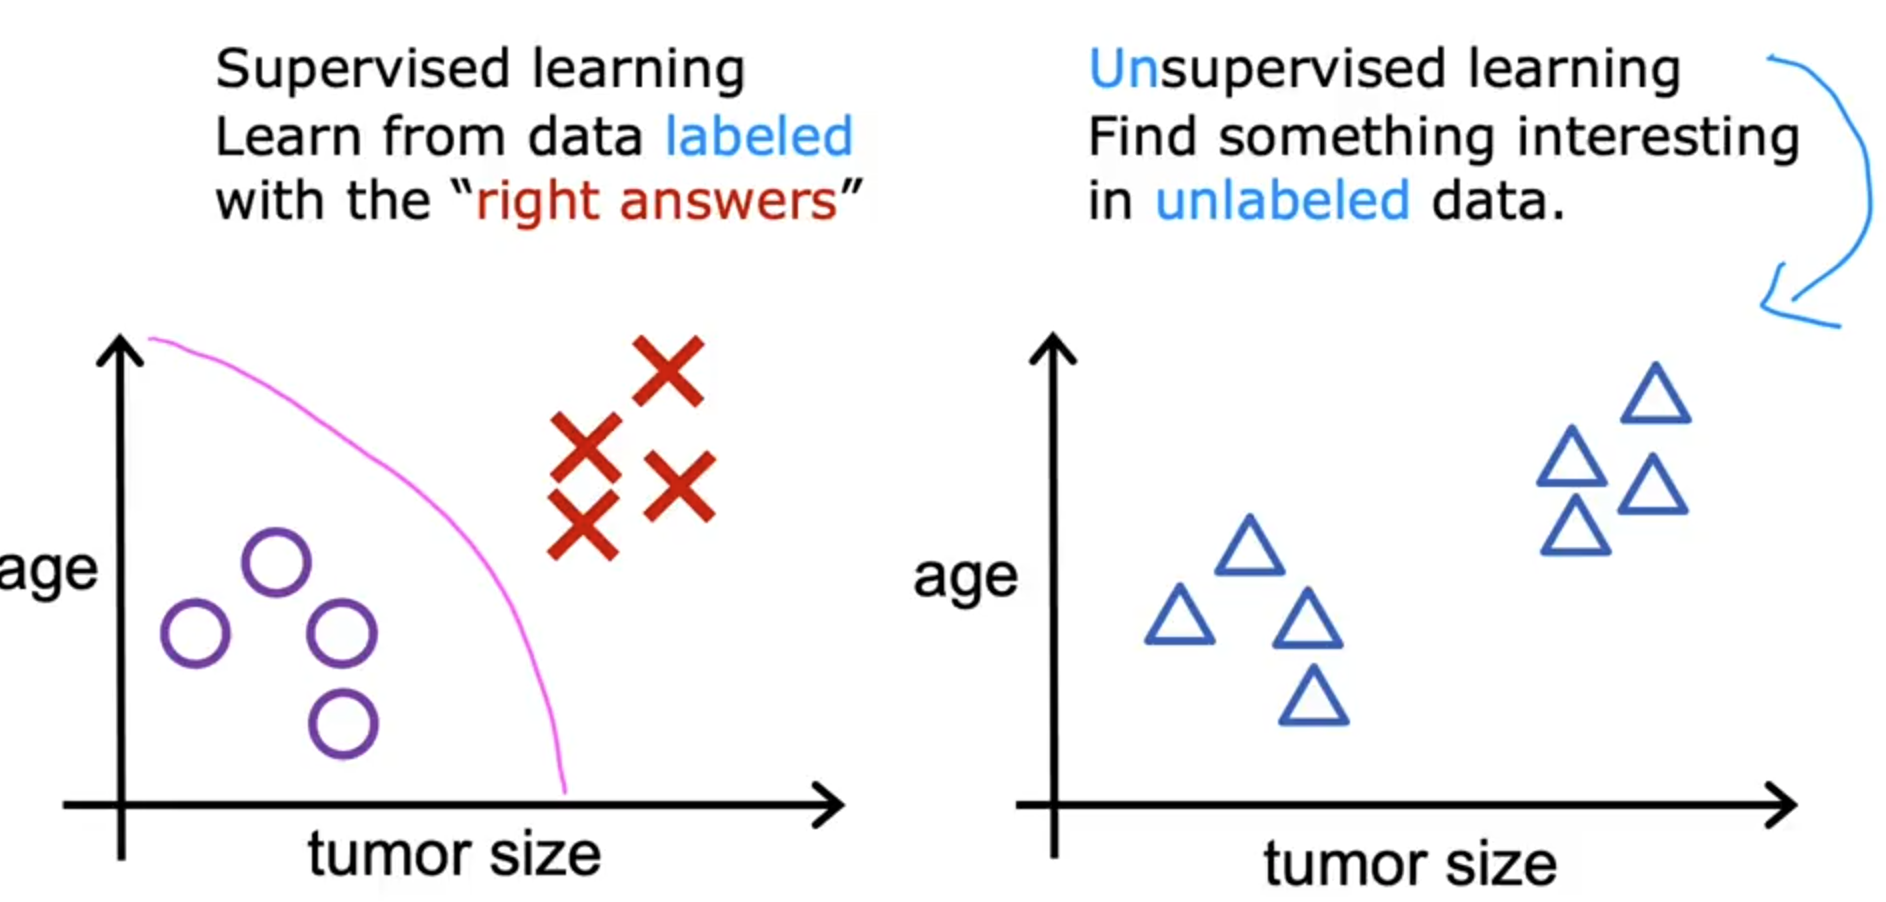 Supervised learning
Learn from data labeled
with the “right answers”
age
tumor size
Unsupervised learning
Find something interesting
in unlabeled data.
age
tumor size